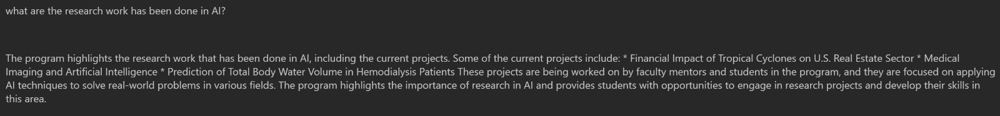 what are the research work has been done in AI?
The program highlights the research work that has been done in AI, including the current projects. Some of the current projects include: * Financial Impact of Tropical Cyclones on U.S. Real Estate Sector * Medical
Imaging and Artificial Intelligence * Prediction of Total Body Water Volume in Hemodialysis Patients These projects are being worked on by faculty mentors and students in the program, and they are focused on applying
AI techniques to solve real-world problems in various fields. The program highlights the importance of research in AI and provides students with opportunities to engage in research projects and develop their skills in
this area.